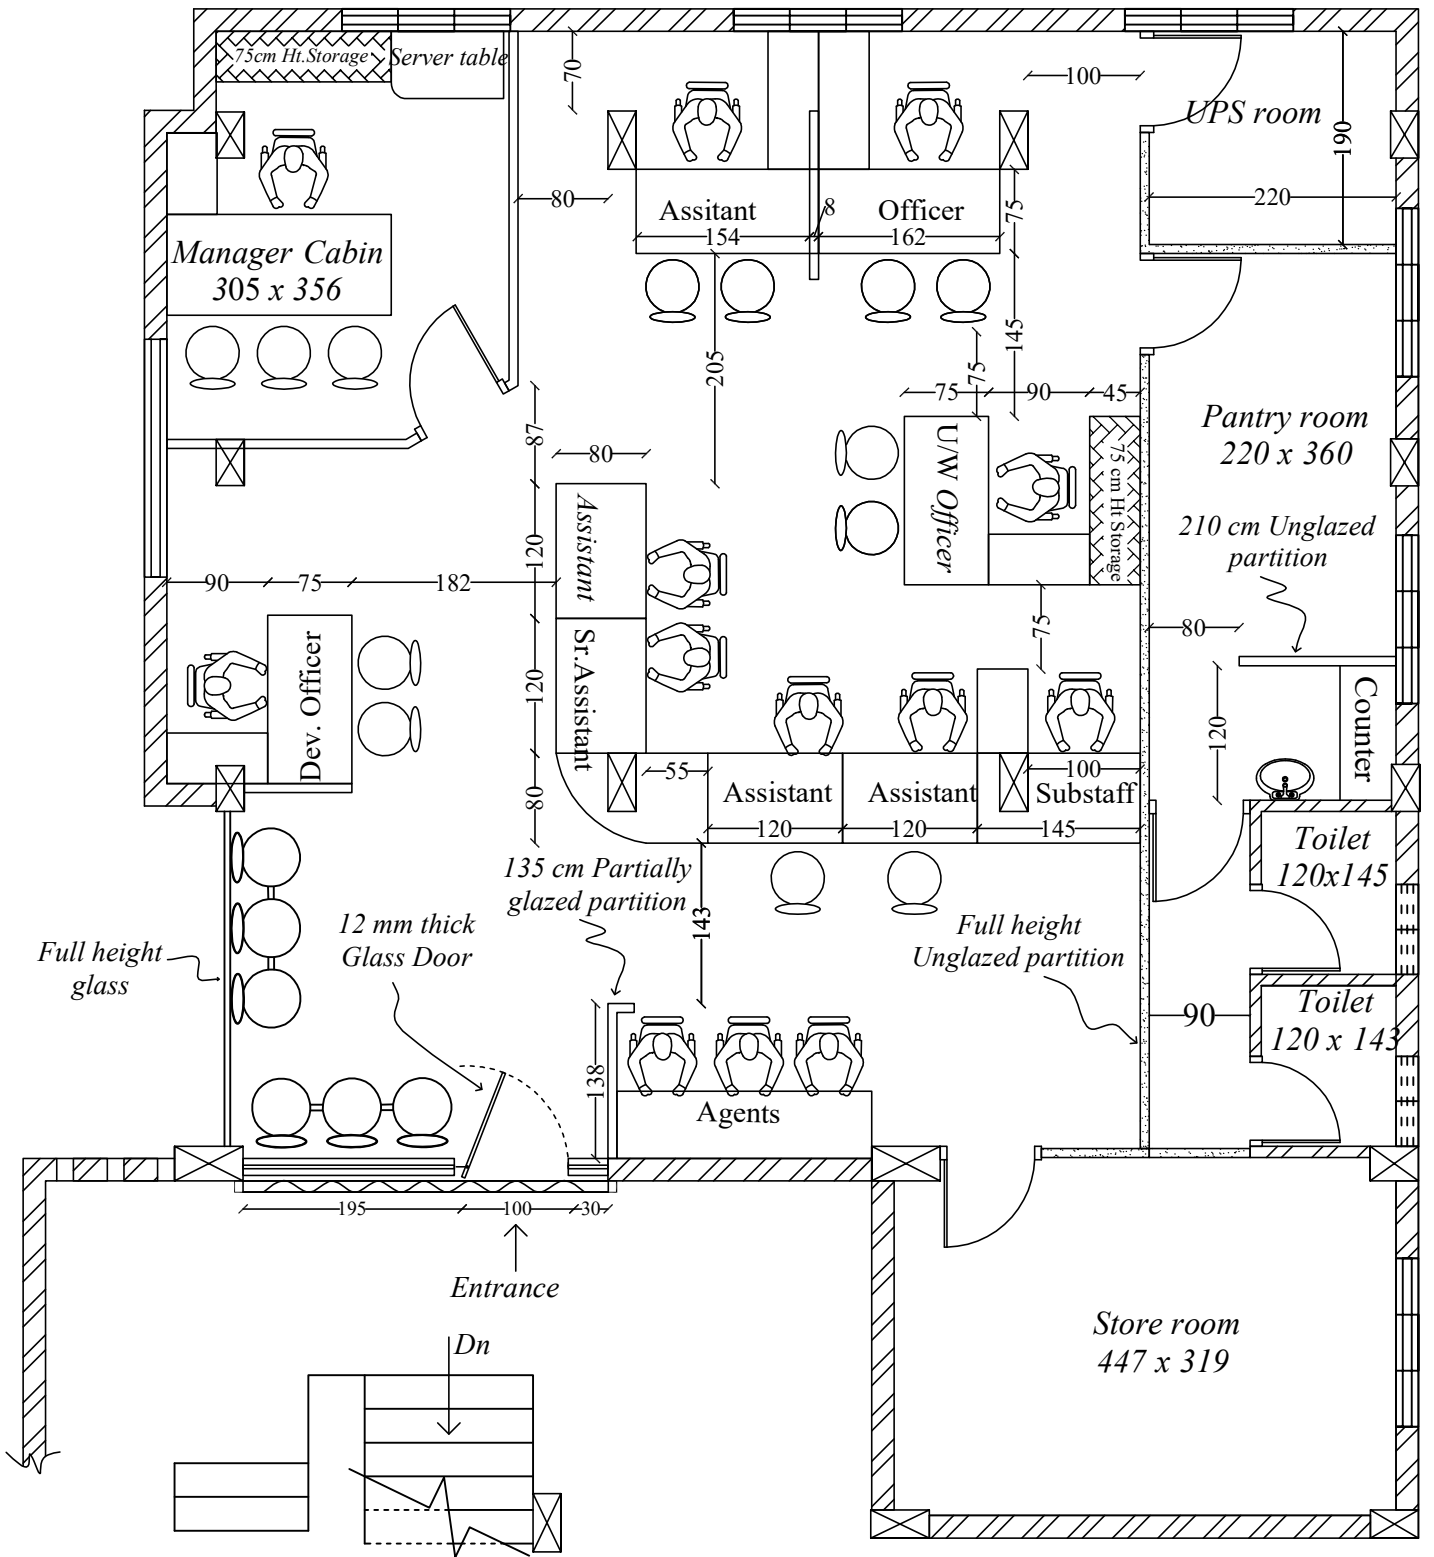 75cm Ht.Storage
Server table
70
100
UPS room
190
220
80
Assitant
8
Officer
75
154
162
Manager Cabin
305 x 356
205
145
75
75
90
45
87
80
Pantry room
220 x 360
U/W Officer
75 cm Ht Storage
Assistant
120
210 cm Unglazed
partition
90
75
182
75
80
Dev. Officer
Sr.Assistant
120
120
Counter
55
100
80
Assistant
Assistant
Substaff
120
120
145
Toilet
120x145
135 cm Partially
glazed partition
12 mm thick
Glass Door
143
Full height
Unglazed partition
Full height
glass
90
Toilet
120 x 143
138
Agents
195
100
30
Entrance
Dn
Store room
447 x 319